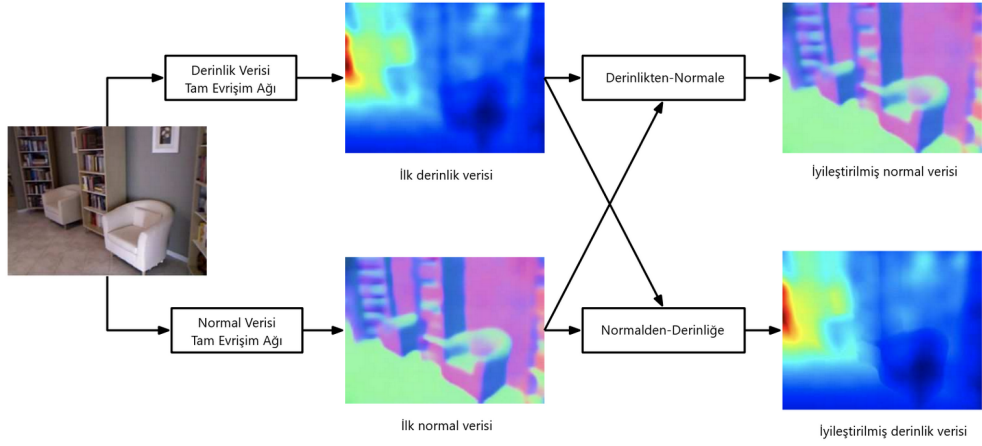 Derinlik Verisi
Tam Evrişim Ağı
Derinlikten-Normale
İlk derinlik verisi
İyileştirilmiş normal verisi
Normal Verisi
Tam Evrişim Ağı
Normalden-Derinliğe
İlk normal verisi
İyileştirilmiş derinlik verisi